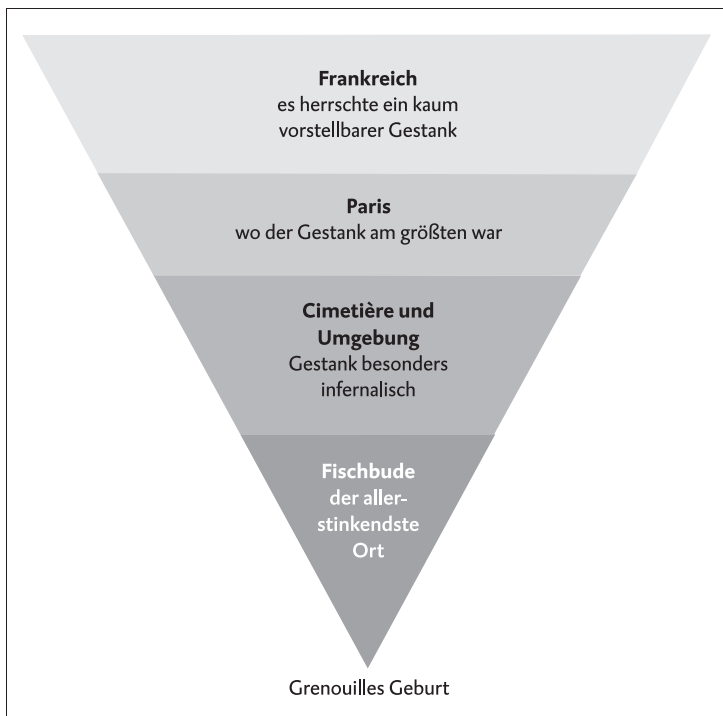 Frankreich
es herrschte ein kaum
vorstellbarer Gestank
Paris
wo der Gestank am größten war
Cimetière und
Umgebung
Gestank besonders
infernalisch
Fischbude
der aller-
stinkendste
Ort
Grenouilles Geburt